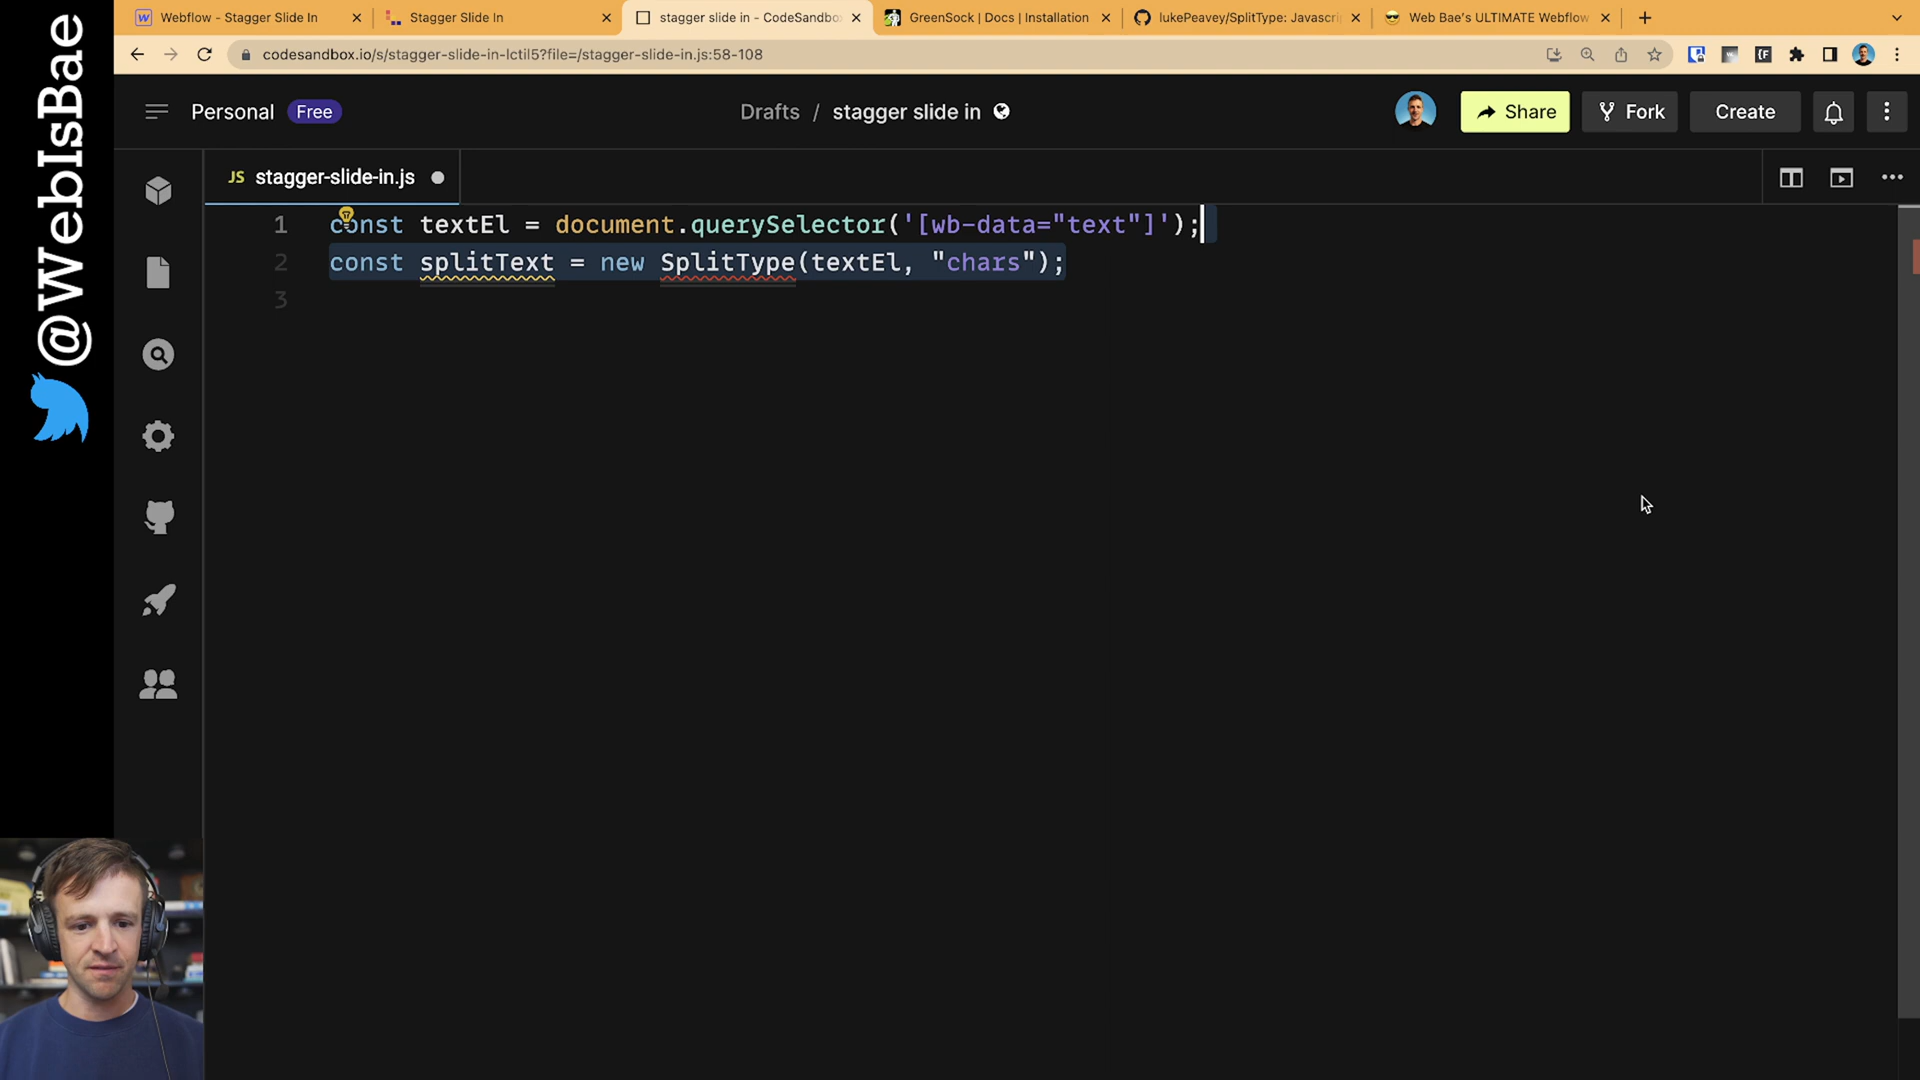 @WebIsBae
Webflow - Stagger Slide In
Stagger Slide In
stagger slide in - CodeSandbo
GreenSock | Docs | Installation
lukePeavey/SplitType: Javascri
Web Bae's ULTIMATE Webflow
codesandbox.io/s/stagger-slide-in-lctil5?file=/stagger-slide-in.js:58-108
Personal Free
Drafts / stagger slide in
Share
Fork
Create
JS stagger-slide-in.js
1 const textEl = document.querySelector('[wb-data="text"]');
2 const splitText = new SplitType(textEl, "chars");
3